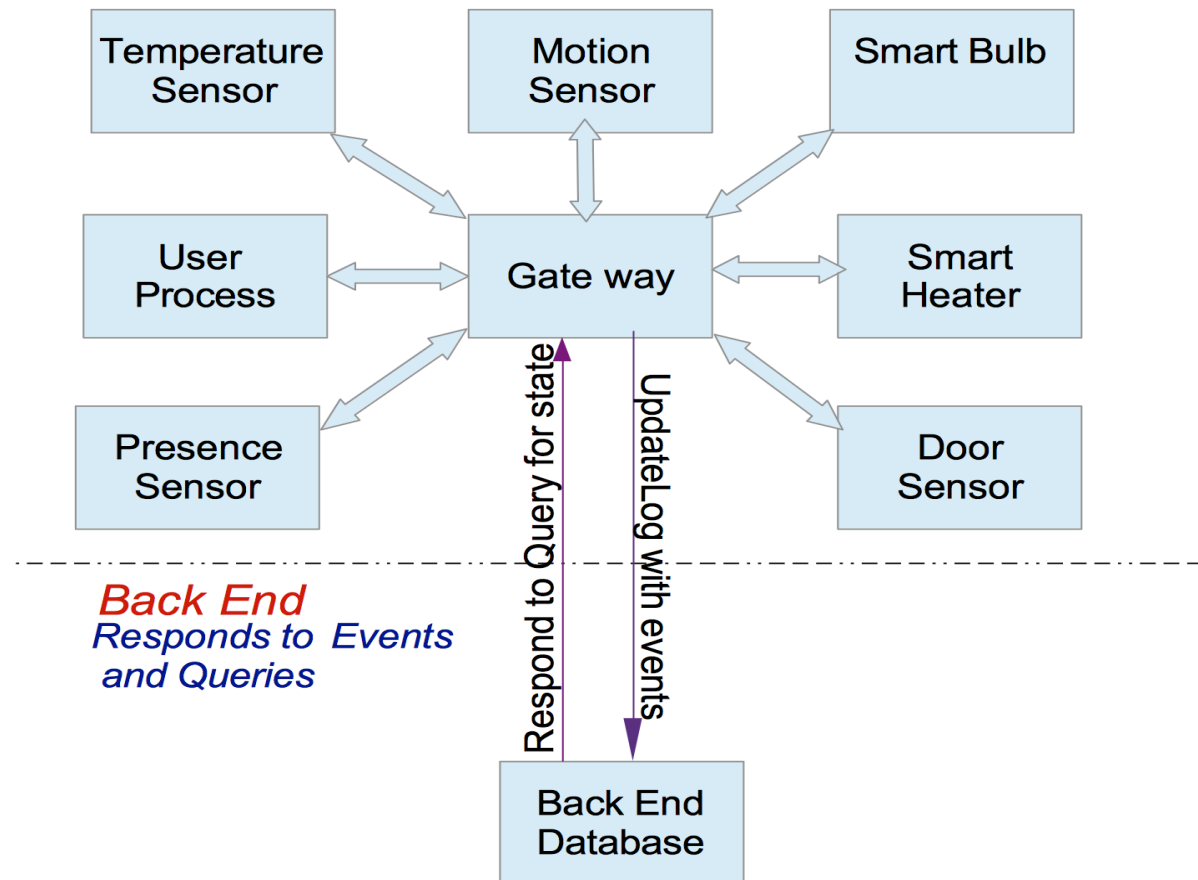 Temperature
Sensor
Motion
Sensor
Smart Bulb
User
Process
Gate way
Smart
Heater
Presence
Sensor
Door
Sensor
Respond to Query for state
UpdateLog with events
Back End
Responds to Events
and Queries
Back End
Database